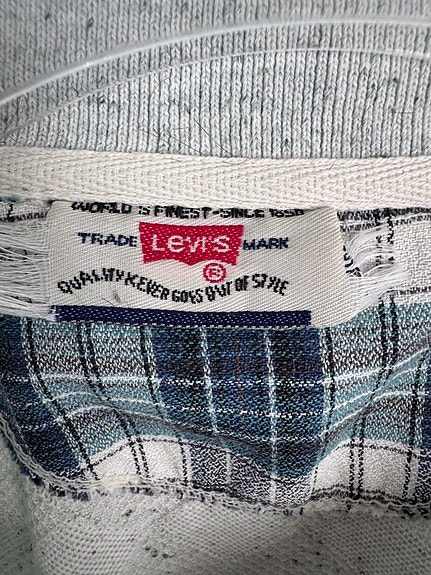 WORLD'S FINEST-SINCE 1850
TRADE Levi's MARK
®
QUALITY NEVER GOES OUT OF STYLE